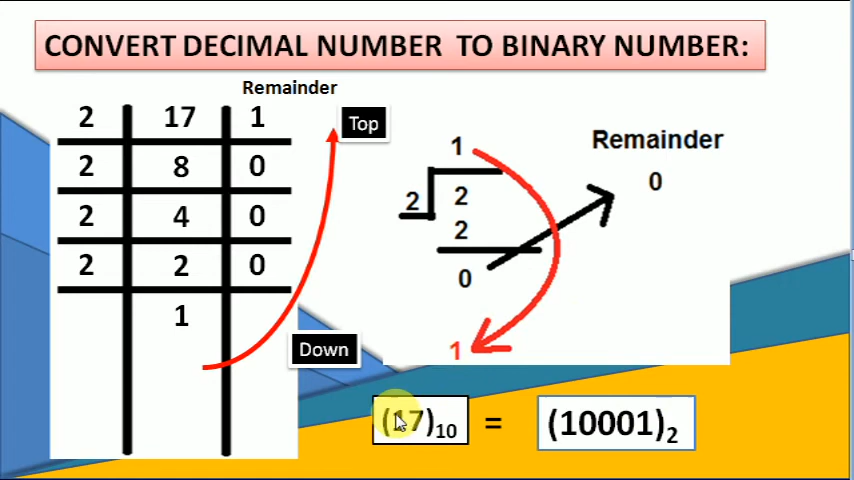 CONVERT DECIMAL NUMBER TO BINARY NUMBER:
Remainder
2 17 1
2 8 0
2 4 0
2 2 0
1
Top
Down
1
2 2
2
0
1
Remainder
0
(17)10 = (10001)2